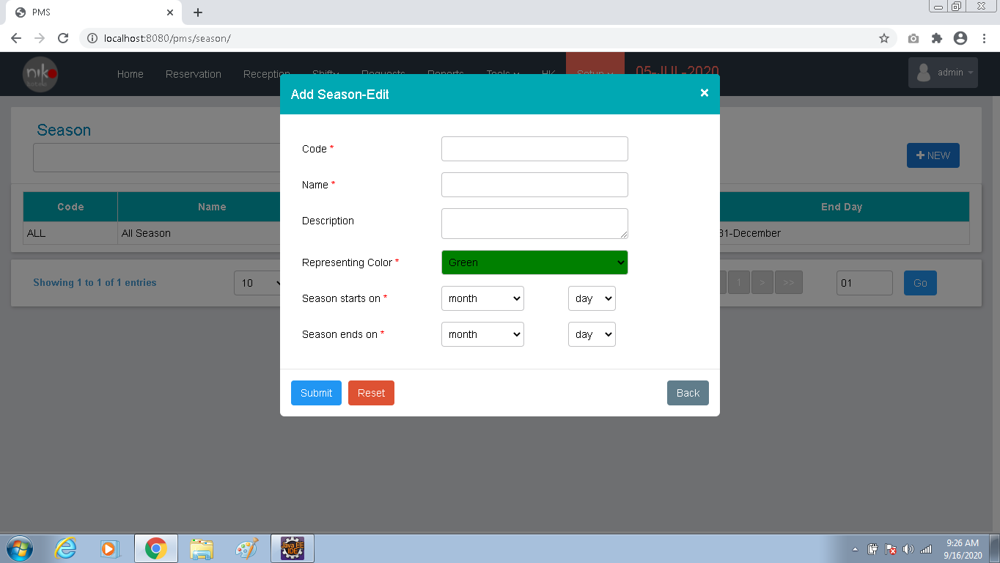 PMS
localhost:8080/pms/season/
niko
Home Reservation Reception Shifty Requests Reports Tools HK Setup 05-JUL-2020 admin
Add Season-Edit ×
Season
NEW
Code *
Name *
Description
Representing Color * Green
Season starts on * month day
Season ends on * month day
Submit Reset Back
Code Name End Day
ALL All Season 31-December
Showing 1 to 1 of 1 entries 10 1 > >> 01 Go
Java EE
IDE
9:26 AM
9/16/2020